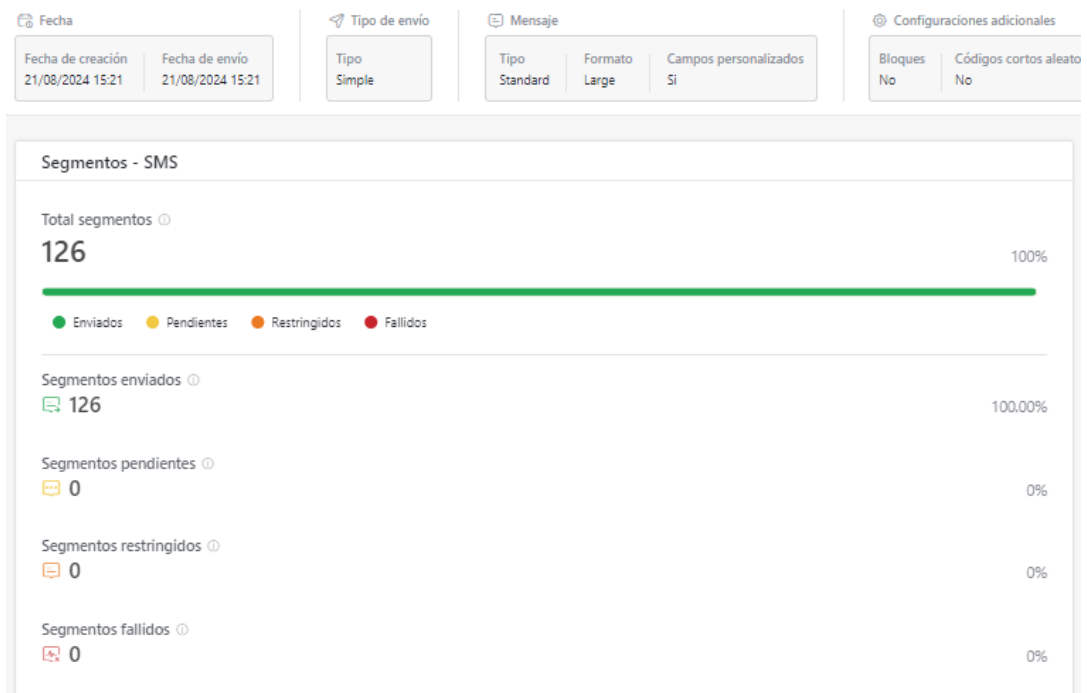 Fecha
Tipo de envío
Mensaje
Configuraciones adicionales
Fecha de creación Fecha de envío
21/08/2024 15:21 21/08/2024 15:21
Tipo
Simple
Tipo Formato Campos personalizados
Standard Large Si
Bloques Códigos cortos aleato
No No
Segmentos - SMS
Total segmentos
126 100%
Enviados Pendientes Restringidos Fallidos
Segmentos enviados
126 100.00%
Segmentos pendientes
0 0%
Segmentos restringidos
0 0%
Segmentos fallidos
0 0%